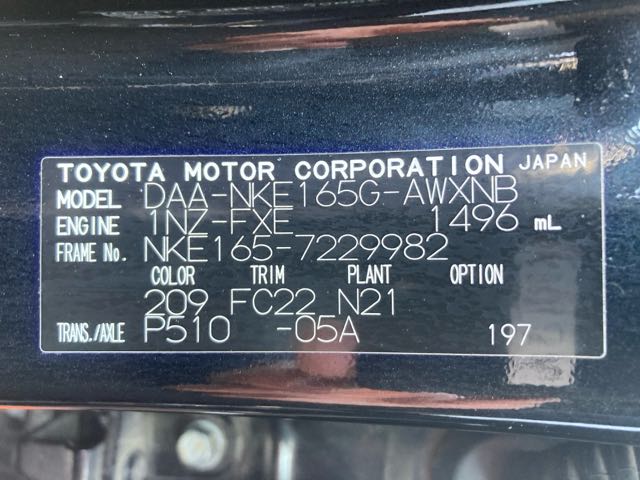 TOYOTA MOTOR CORPORATION JAPAN
MODEL DAA-NKE165G-AWXNB
ENGINE 1NZ-FXE 1496 mL
FRAME No. NKE165-7229982
COLOR TRIM PLANT OPTION
209 FC22 N21
TRANS./AXLE P510 -05A 197